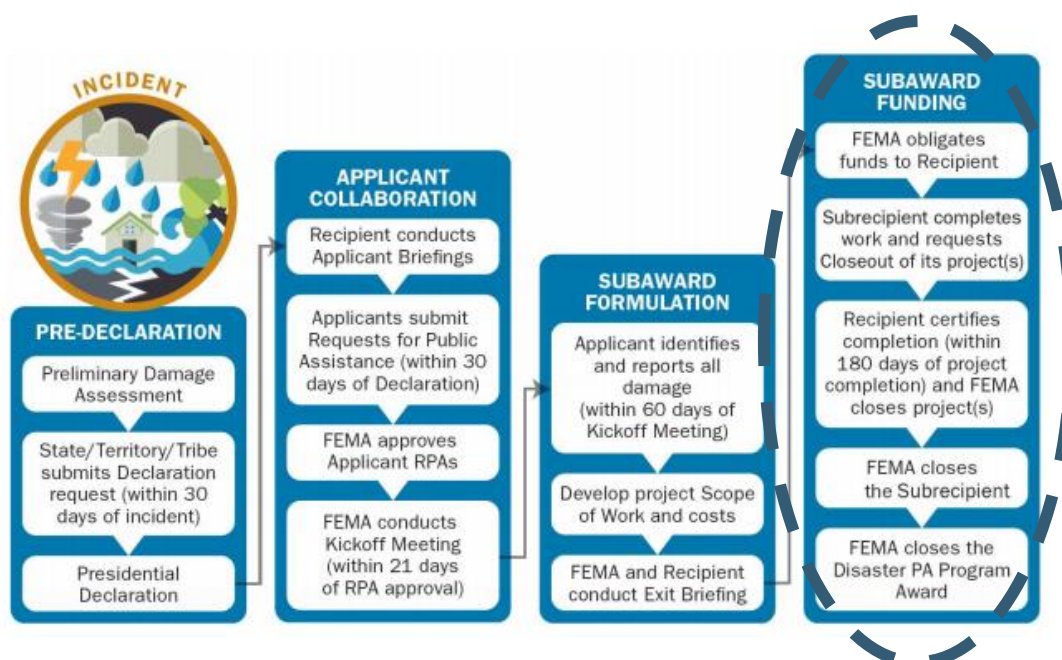 INCIDENT
PRE-DECLARATION
Preliminary Damage
Assessment
State/Territory/Tribe
submits Declaration
request (within 30
days of incident)
Presidential
Declaration
APPLICANT
COLLABORATION
Recipient conducts
Applicant Briefings
Applicants submit
Requests for Public
Assistance (within 30
days of Declaration)
FEMA approves
Applicant RPAs
FEMA conducts
Kickoff Meeting
(within 21 days
of RPA approval)
SUBAWARD
FORMULATION
Applicant identifies
and reports all
damage
(within 60 days of
Kickoff Meeting)
Develop project Scope
of Work and costs
FEMA and Recipient
conduct Exit Briefing
SUBAWARD
FUNDING
FEMA obligates
funds to Recipient
Subrecipient completes
work and requests
Closeout of its project(s)
Recipient certifies
completion (within
180 days of project
completion) and FEMA
closes project(s)
FEMA closes
the Subrecipient
FEMA closes the
Disaster PA Program
Award